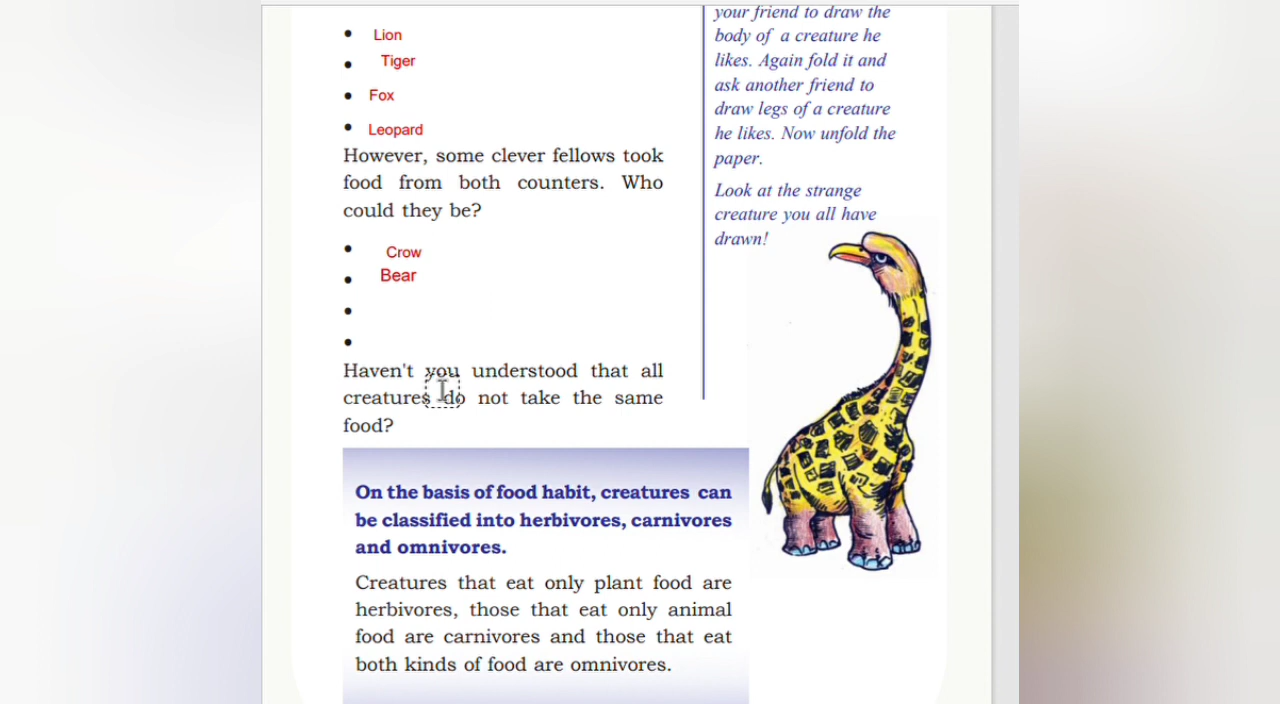 Lion
Tiger
Fox
Leopard
However, some clever fellows took
food from both counters. Who
could they be?
Crow
Bear
Haven't you understood that all
creatures do not take the same
food?
On the basis of food habit, creatures can
be classified into herbivores, carnivores
and omnivores.
Creatures that eat only plant food are
herbivores, those that eat only animal
food are carnivores and those that eat
both kinds of food are omnivores.
your friend to draw the
body of a creature he
likes. Again fold it and
ask another friend to
draw legs of a creature
he likes. Now unfold the
paper.
Look at the strange
creature you all have
drawn!